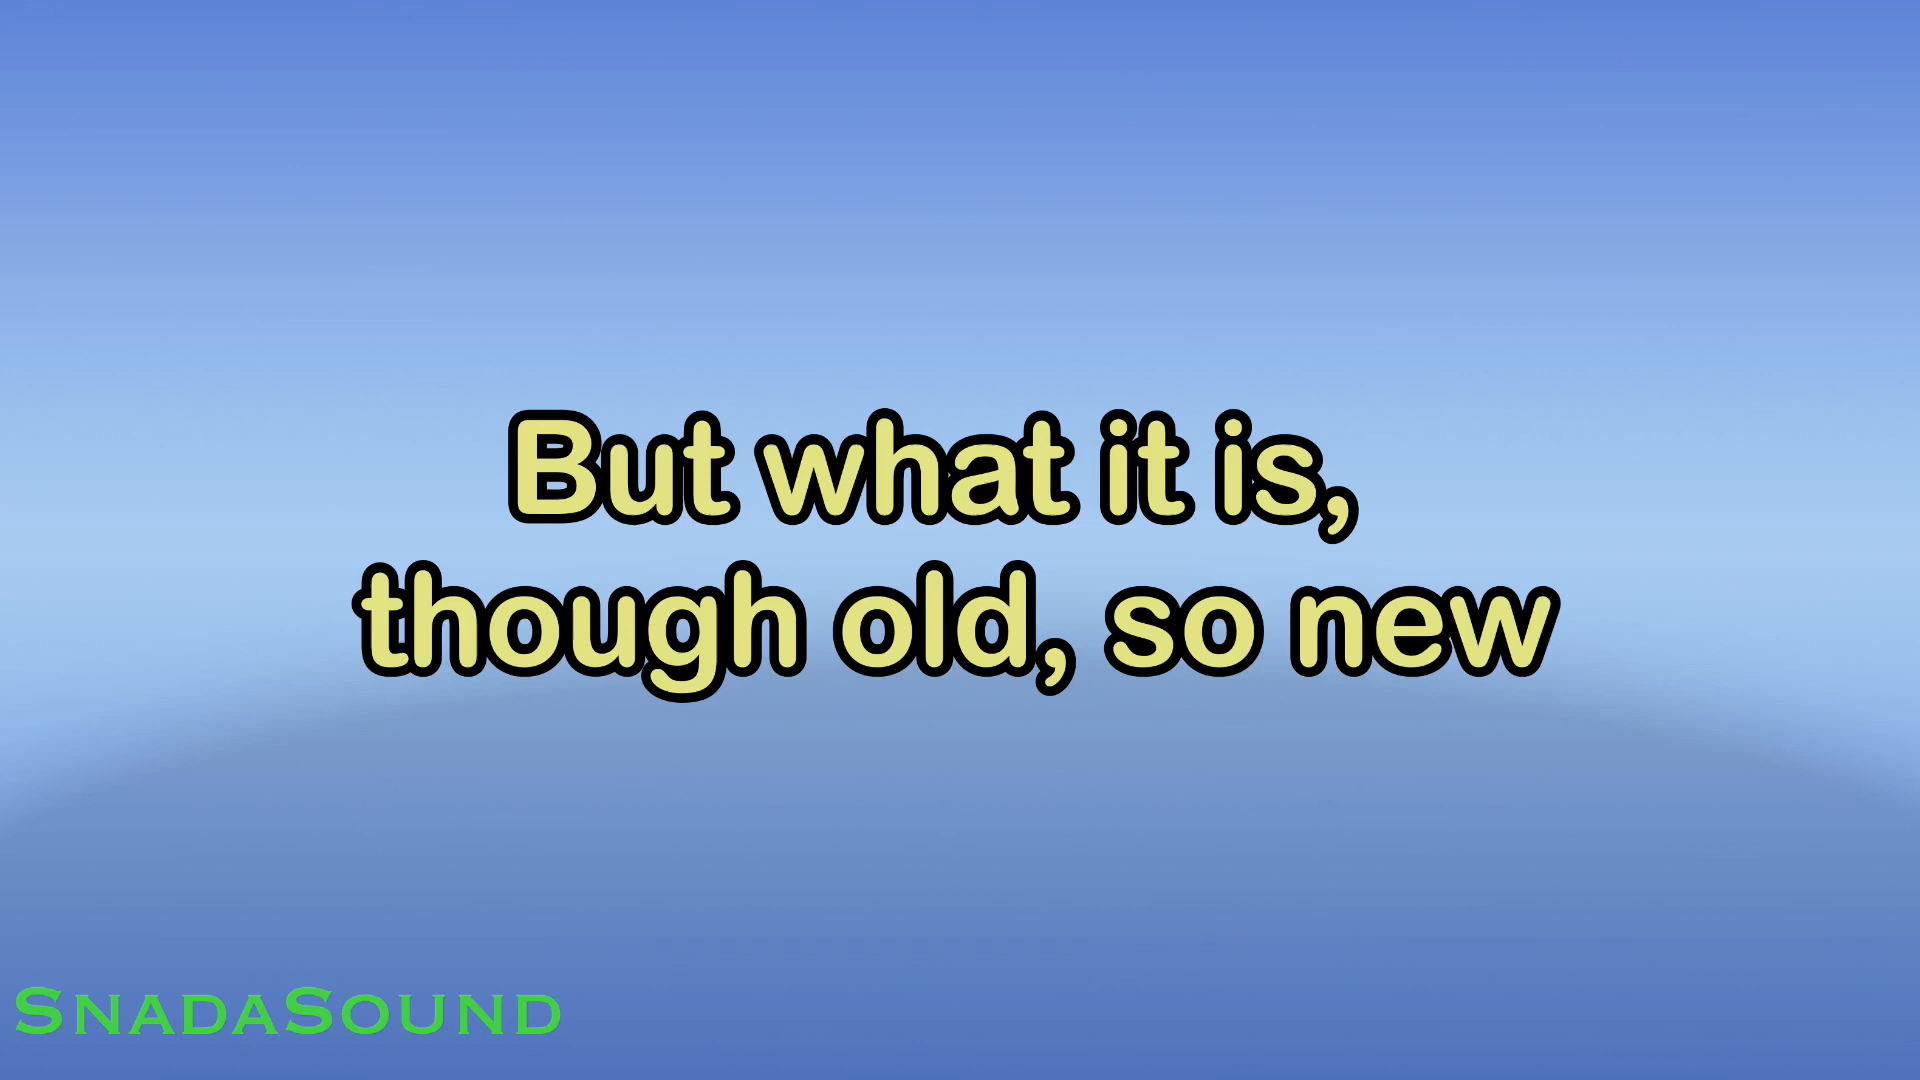 But what it is,
though old, so new
SnadaSound